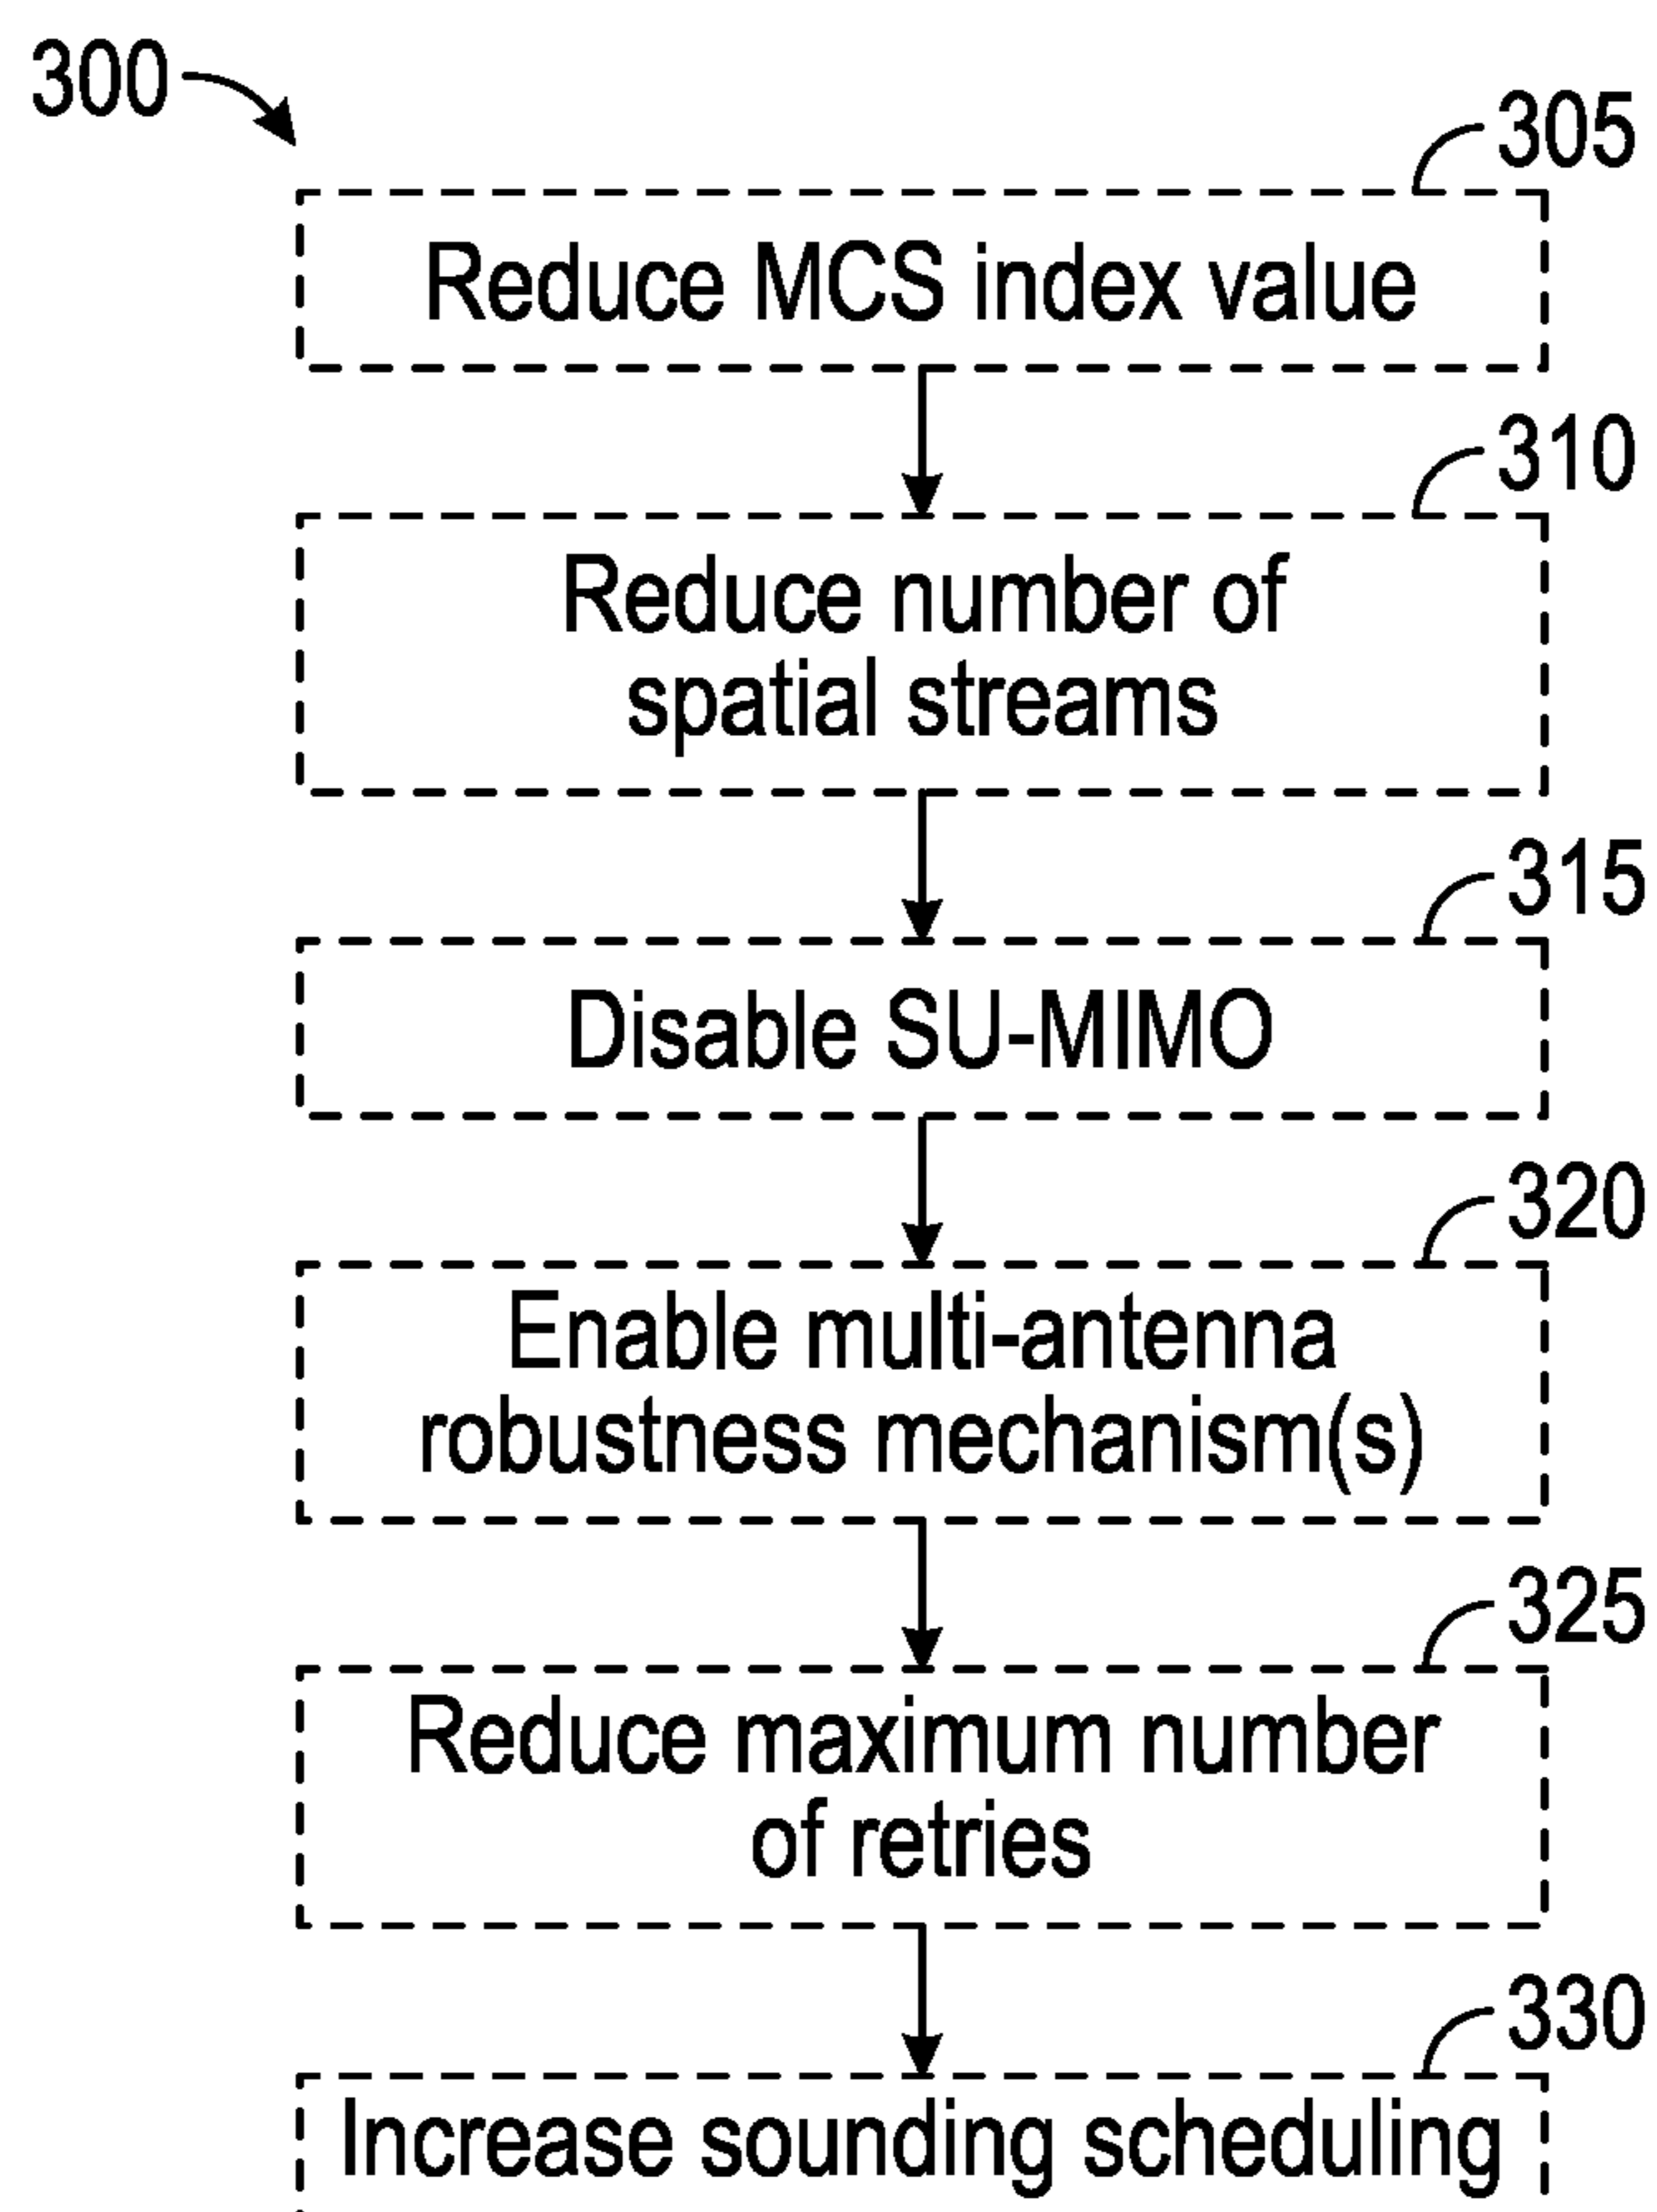 300
305
Reduce MCS index value
310
Reduce number of
spatial streams
315
Disable SU-MIMO
320
Enable multi-antenna
robustness mechanism(s)
325
Reduce maximum number
of retries
330
Increase sounding scheduling